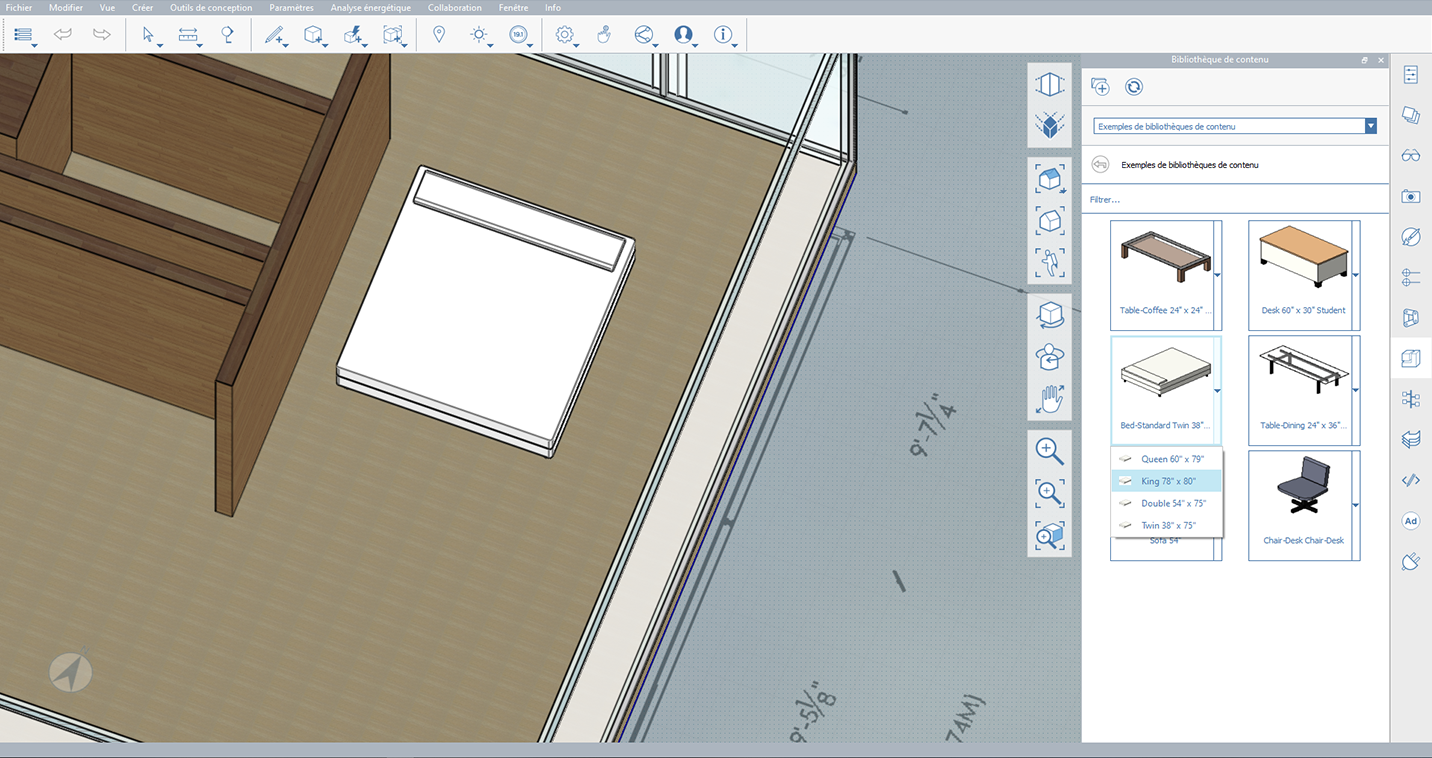 Fichier Modifier Vue Créer Outils de conception Paramètres Analyse énergétique Collaboration Fenêtre Info
19.1
Bibliothèque de contenu
Exemples de bibliothèques de contenu
Exemples de bibliothèques de contenu
Filtrer...
Table-Coffee 24" x 24" ...
Desk 60" x 30" Student
Bed-Standard Twin 38"...
Table-Dining 24" x 36"...
Queen 60" x 79"
King 78" x 80"
Double 54" x 75"
Twin 38" x 75"
Sofa 54"
Chair-Desk Chair-Desk
Ad
9'-7 1/4"
9'-5 1/8"